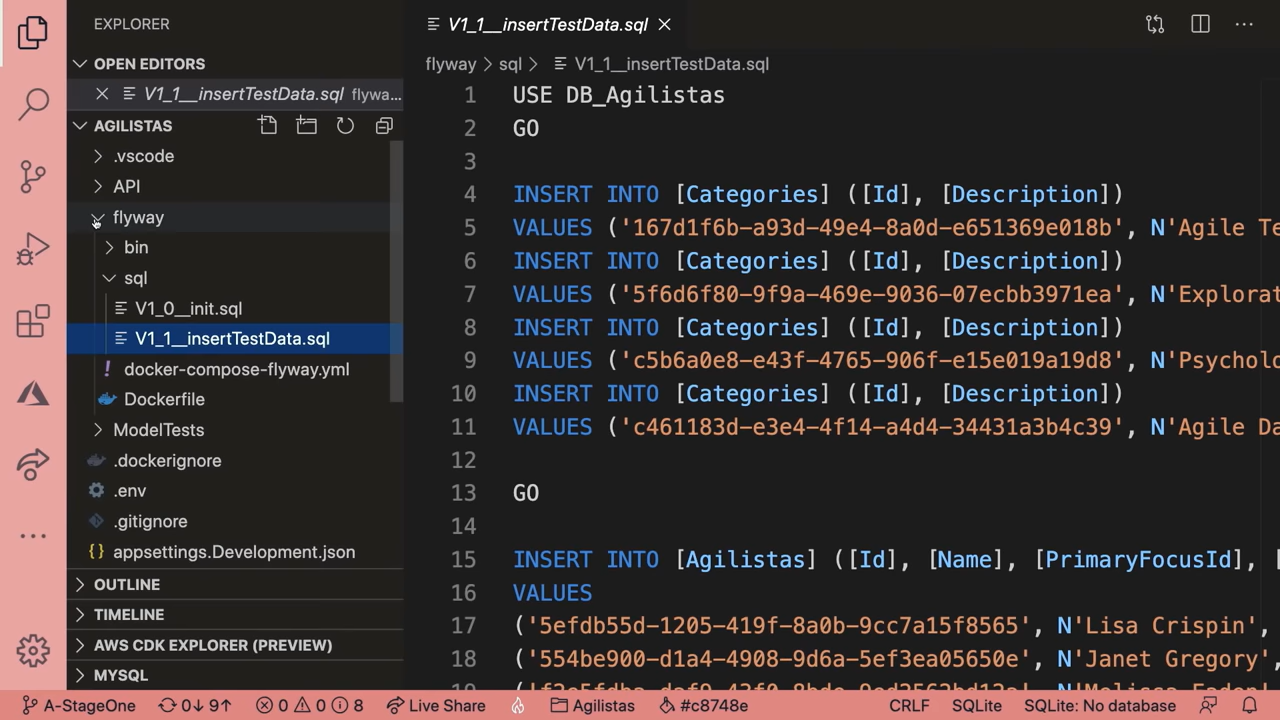 EXPLORER
OPEN EDITORS
V1_1__insertTestData.sql flywa...
AGILISTAS
.vscode
API
flyway
bin
sql
V1_0__init.sql
V1_1__insertTestData.sql
docker-compose-flyway.yml
Dockerfile
ModelTests
.dockerignore
.env
.gitignore
{} appsettings.Development.json
OUTLINE
TIMELINE
AWS CDK EXPLORER (PREVIEW)
MYSQL
V1_1__insertTestData.sql
flyway > sql > V1_1__insertTestData.sql
1 USE DB_Agilistas
2 GO
3
4 INSERT INTO [Categories] ([Id], [Description])
5 VALUES ('167d1f6b-a93d-49e4-8a0d-e651369e018b', N'Agile Te
6 INSERT INTO [Categories] ([Id], [Description])
7 VALUES ('5f6d6f80-9f9a-469e-9036-07ecbb3971ea', N'Explorat
8 INSERT INTO [Categories] ([Id], [Description])
9 VALUES ('c5b6a0e8-e43f-4765-906f-e15e019a19d8', N'Psycholo
10 INSERT INTO [Categories] ([Id], [Description])
11 VALUES ('c461183d-e3e4-4f14-a4d4-34431a3b4c39', N'Agile Da
12
13 GO
14
15 INSERT INTO [Agilistas] ([Id], [Name], [PrimaryFocusId], [
16 VALUES
17 ('5efdb55d-1205-419f-8a0b-9cc7a15f8565', N'Lisa Crispin',
18 ('554be900-d1a4-4908-9d6a-5ef3ea05650e', N'Janet Gregory',
A-StageOne 0↓ 9↑ 0 0 8 Live Share Agilistas #c8748e CRLF SQLite SQLite: No database